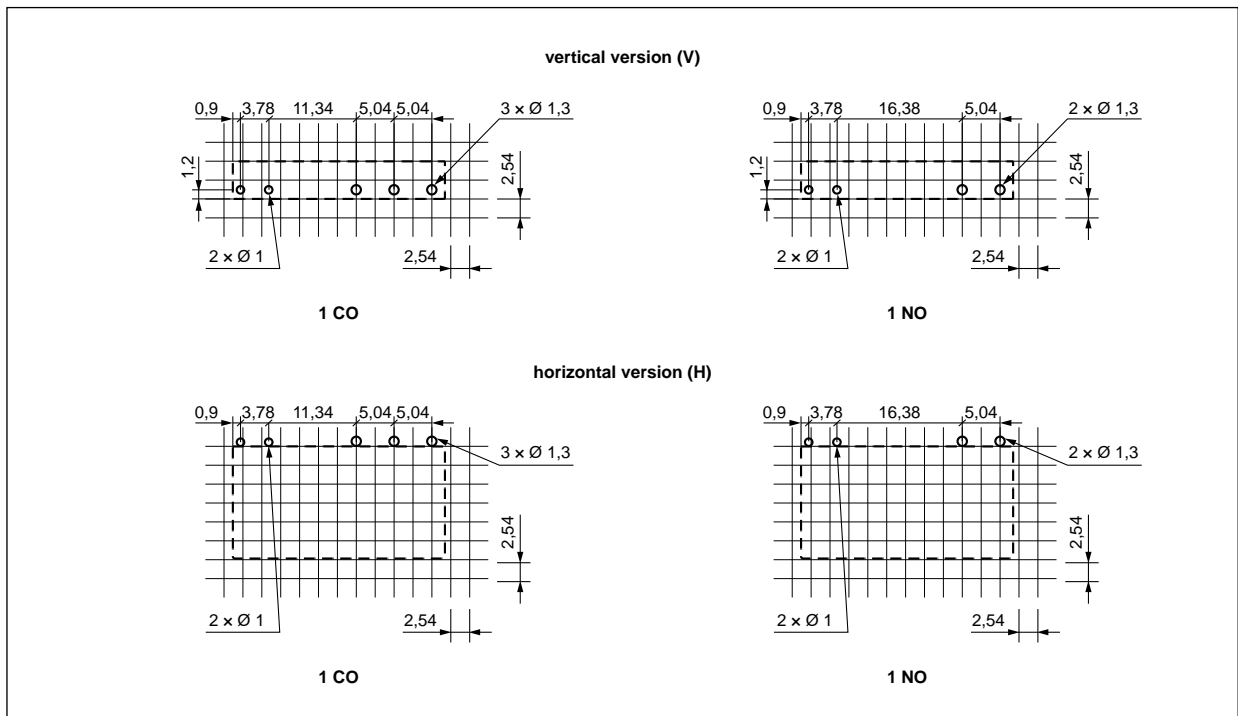 vertical version (V)
0,9 3,78 11,34 5,04 5,04 3 × Ø 1,3
1,2
2,54
2 × Ø 1 2,54
1 CO
0,9 3,78 16,38 5,04 2 × Ø 1,3
1,2
2,54
2 × Ø 1 2,54
1 NO
horizontal version (H)
0,9 3,78 11,34 5,04 5,04
3 × Ø 1,3
2,54
2 × Ø 1 2,54
1 CO
0,9 3,78 16,38 5,04
2 × Ø 1,3
2,54
2 × Ø 1 2,54
1 NO